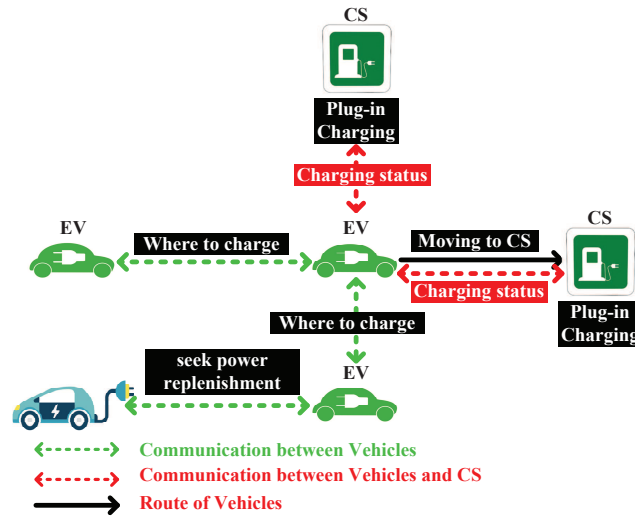 CS
Plug-in
Charging
Charging status
EV
EV
CS
Where to charge
Moving to CS
Charging status
Plug-in
Charging
Where to charge
seek power
replenishment
EV
Communication between Vehicles
Communication between Vehicles and CS
Route of Vehicles